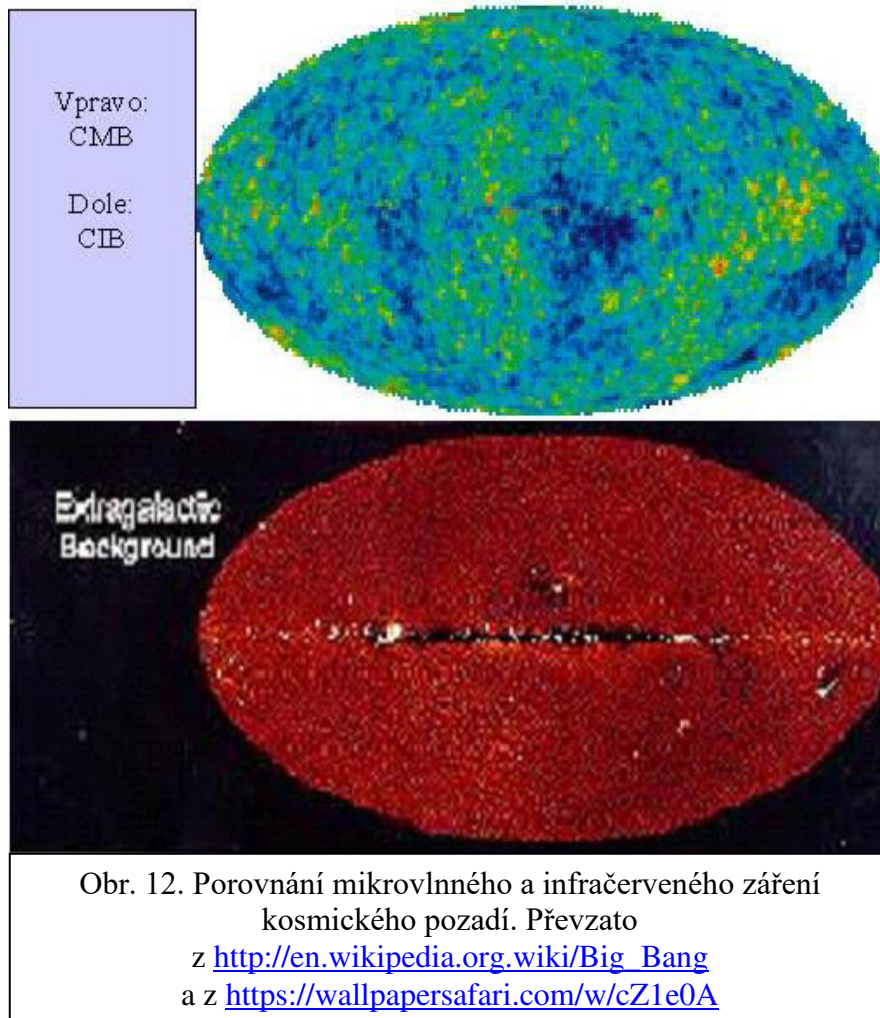 Vpravo:
CMB
Dole:
CIB
Extragalactic
Background
Obr. 12. Porovnání mikrovlnného a infračerveného záření
kosmického pozadí. Převzato
z http://en.wikipedia.org.wiki/Big_Bang
a z https://wallpapersafari.com/w/cZ1e0A